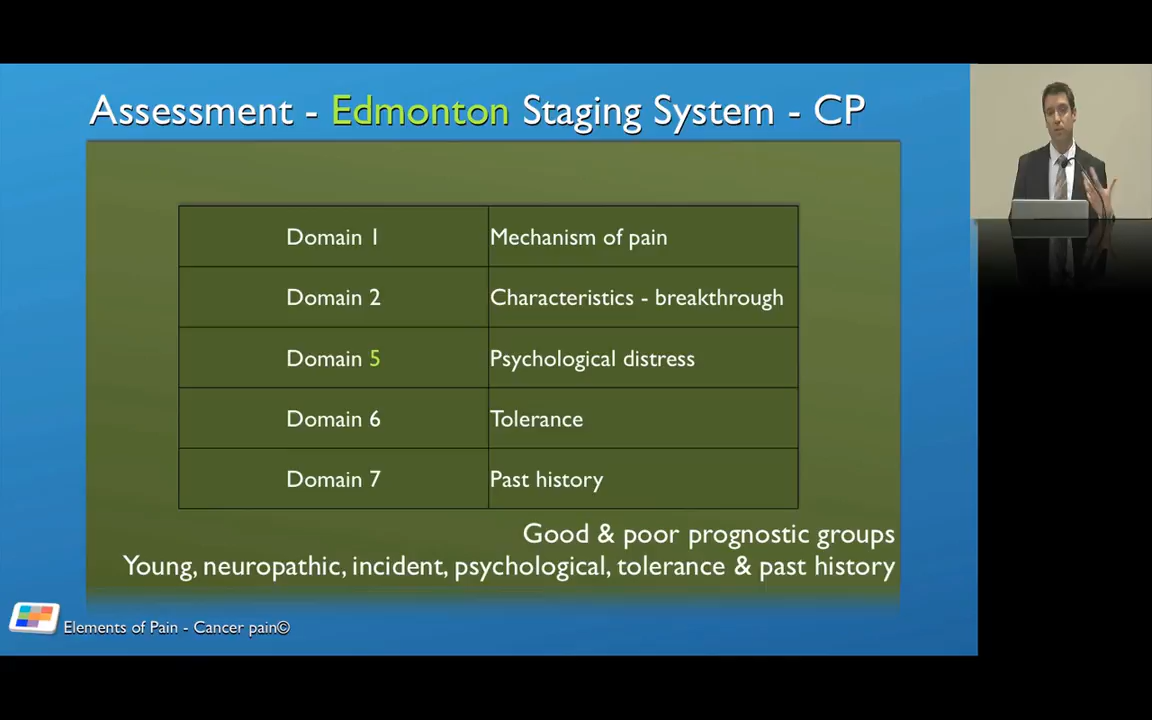 Assessment - Edmonton Staging System - CP
Domain 1 Mechanism of pain
Domain 2 Characteristics - breakthrough
Domain 5 Psychological distress
Domain 6 Tolerance
Domain 7 Past history
Good & poor prognostic groups
Young, neuropathic, incident, psychological, tolerance & past history
Elements of Pain - Cancer pain©